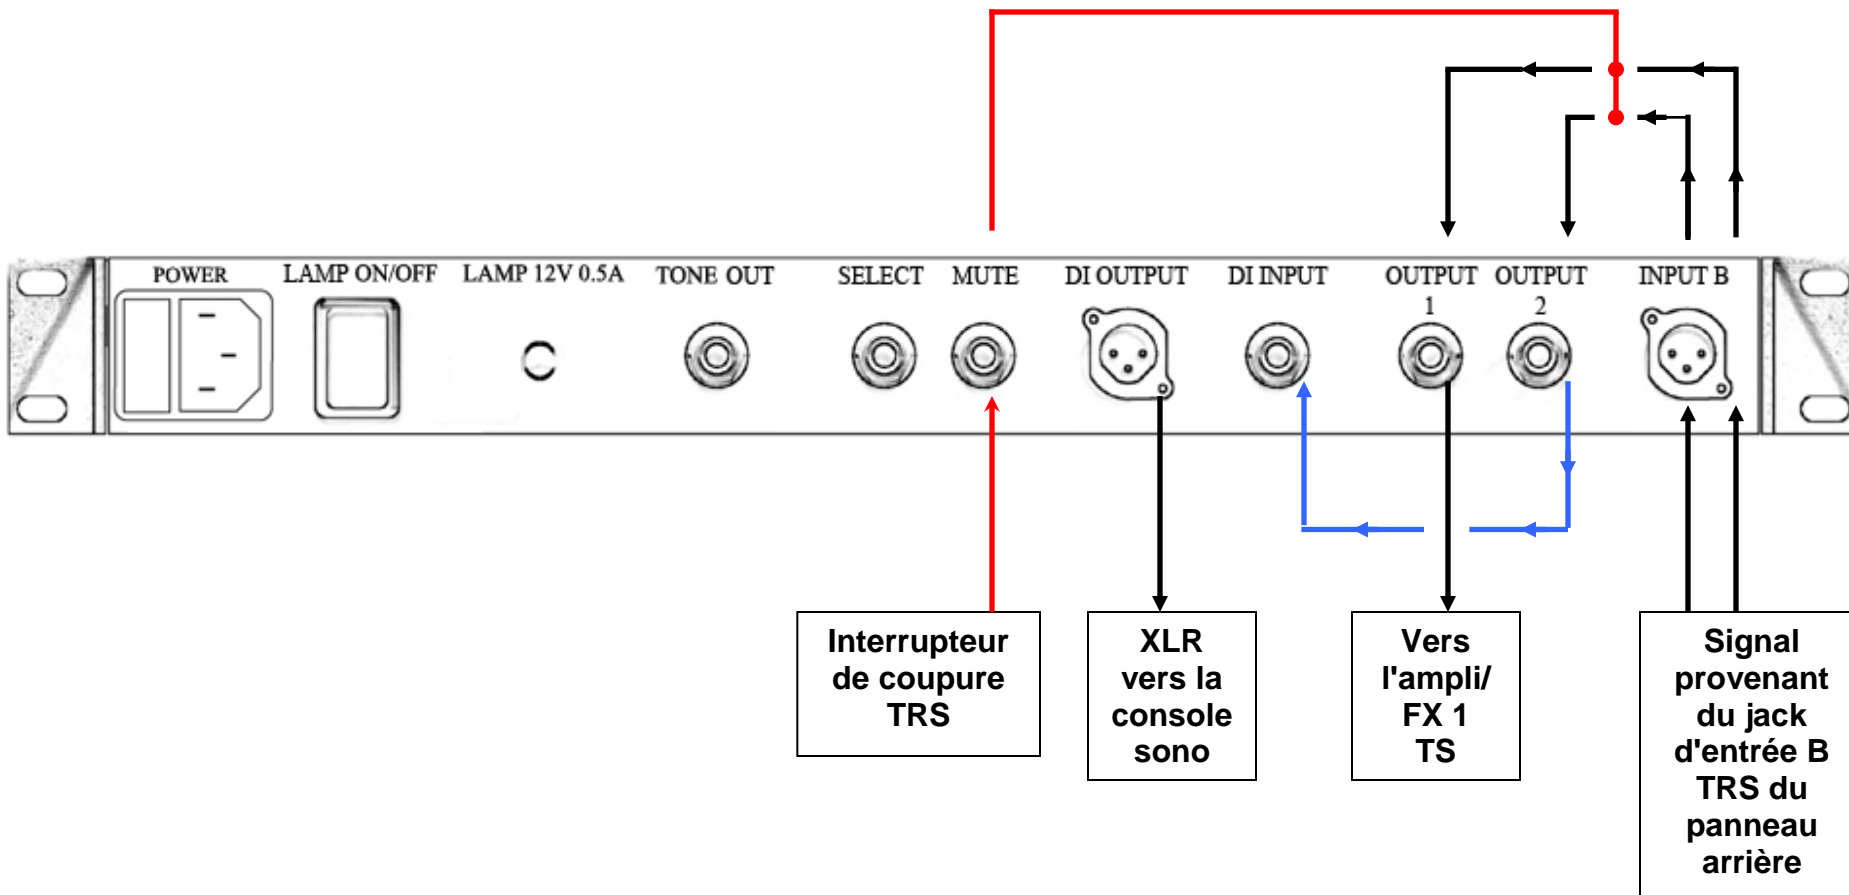 POWER
LAMP ON/OFF
LAMP 12V 0.5A
TONE OUT
SELECT
MUTE
DI OUTPUT
DI INPUT
OUTPUT
1
OUTPUT
2
INPUT B
Interrupteur
de coupure
TRS
XLR
vers la
console
sono
Vers
l'ampli/
FX 1
TS
Signal
provenant
du jack
d'entrée B
TRS du
panneau
arrière